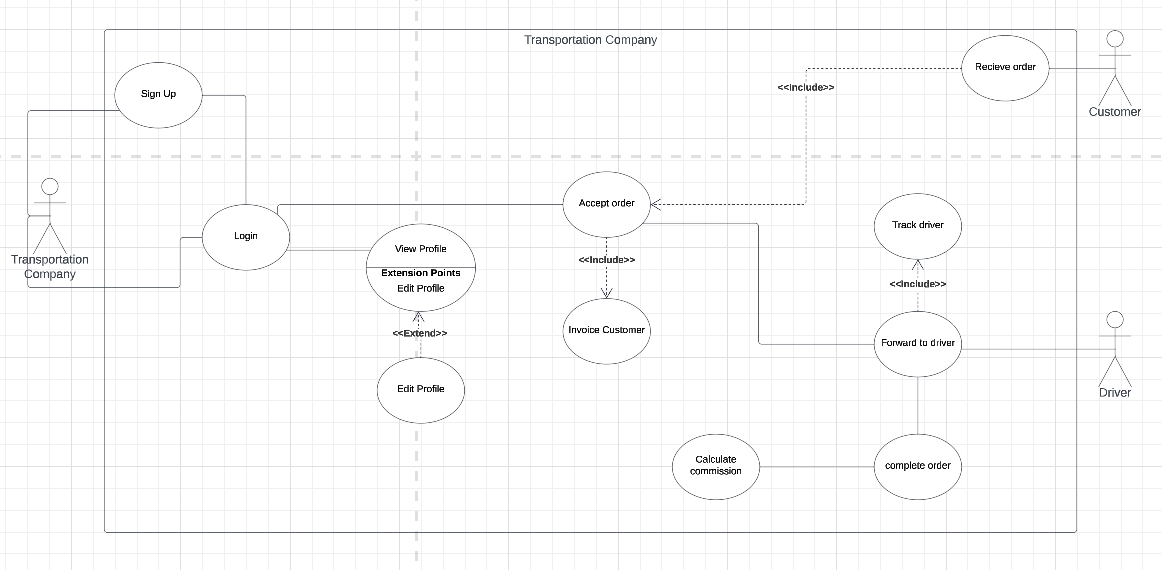 Transportation Company
Recieve order
<<Include>>
Customer
Sign Up
Accept order
Track driver
Login
View Profile
Transportation
Company
<<Include>>
Extension Points
Edit Profile
<<Include>>
<<Extend>>
Invoice Customer
Forward to driver
Edit Profile
Driver
Calculate
commission
complete order